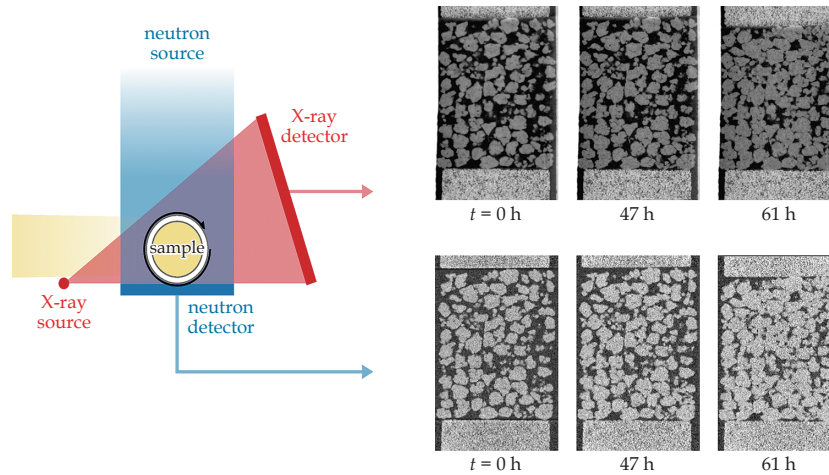 neutron
source
X-ray
detector
sample
X-ray
source
neutron
detector
t = 0 h
47 h
61 h
t = 0 h
47 h
61 h